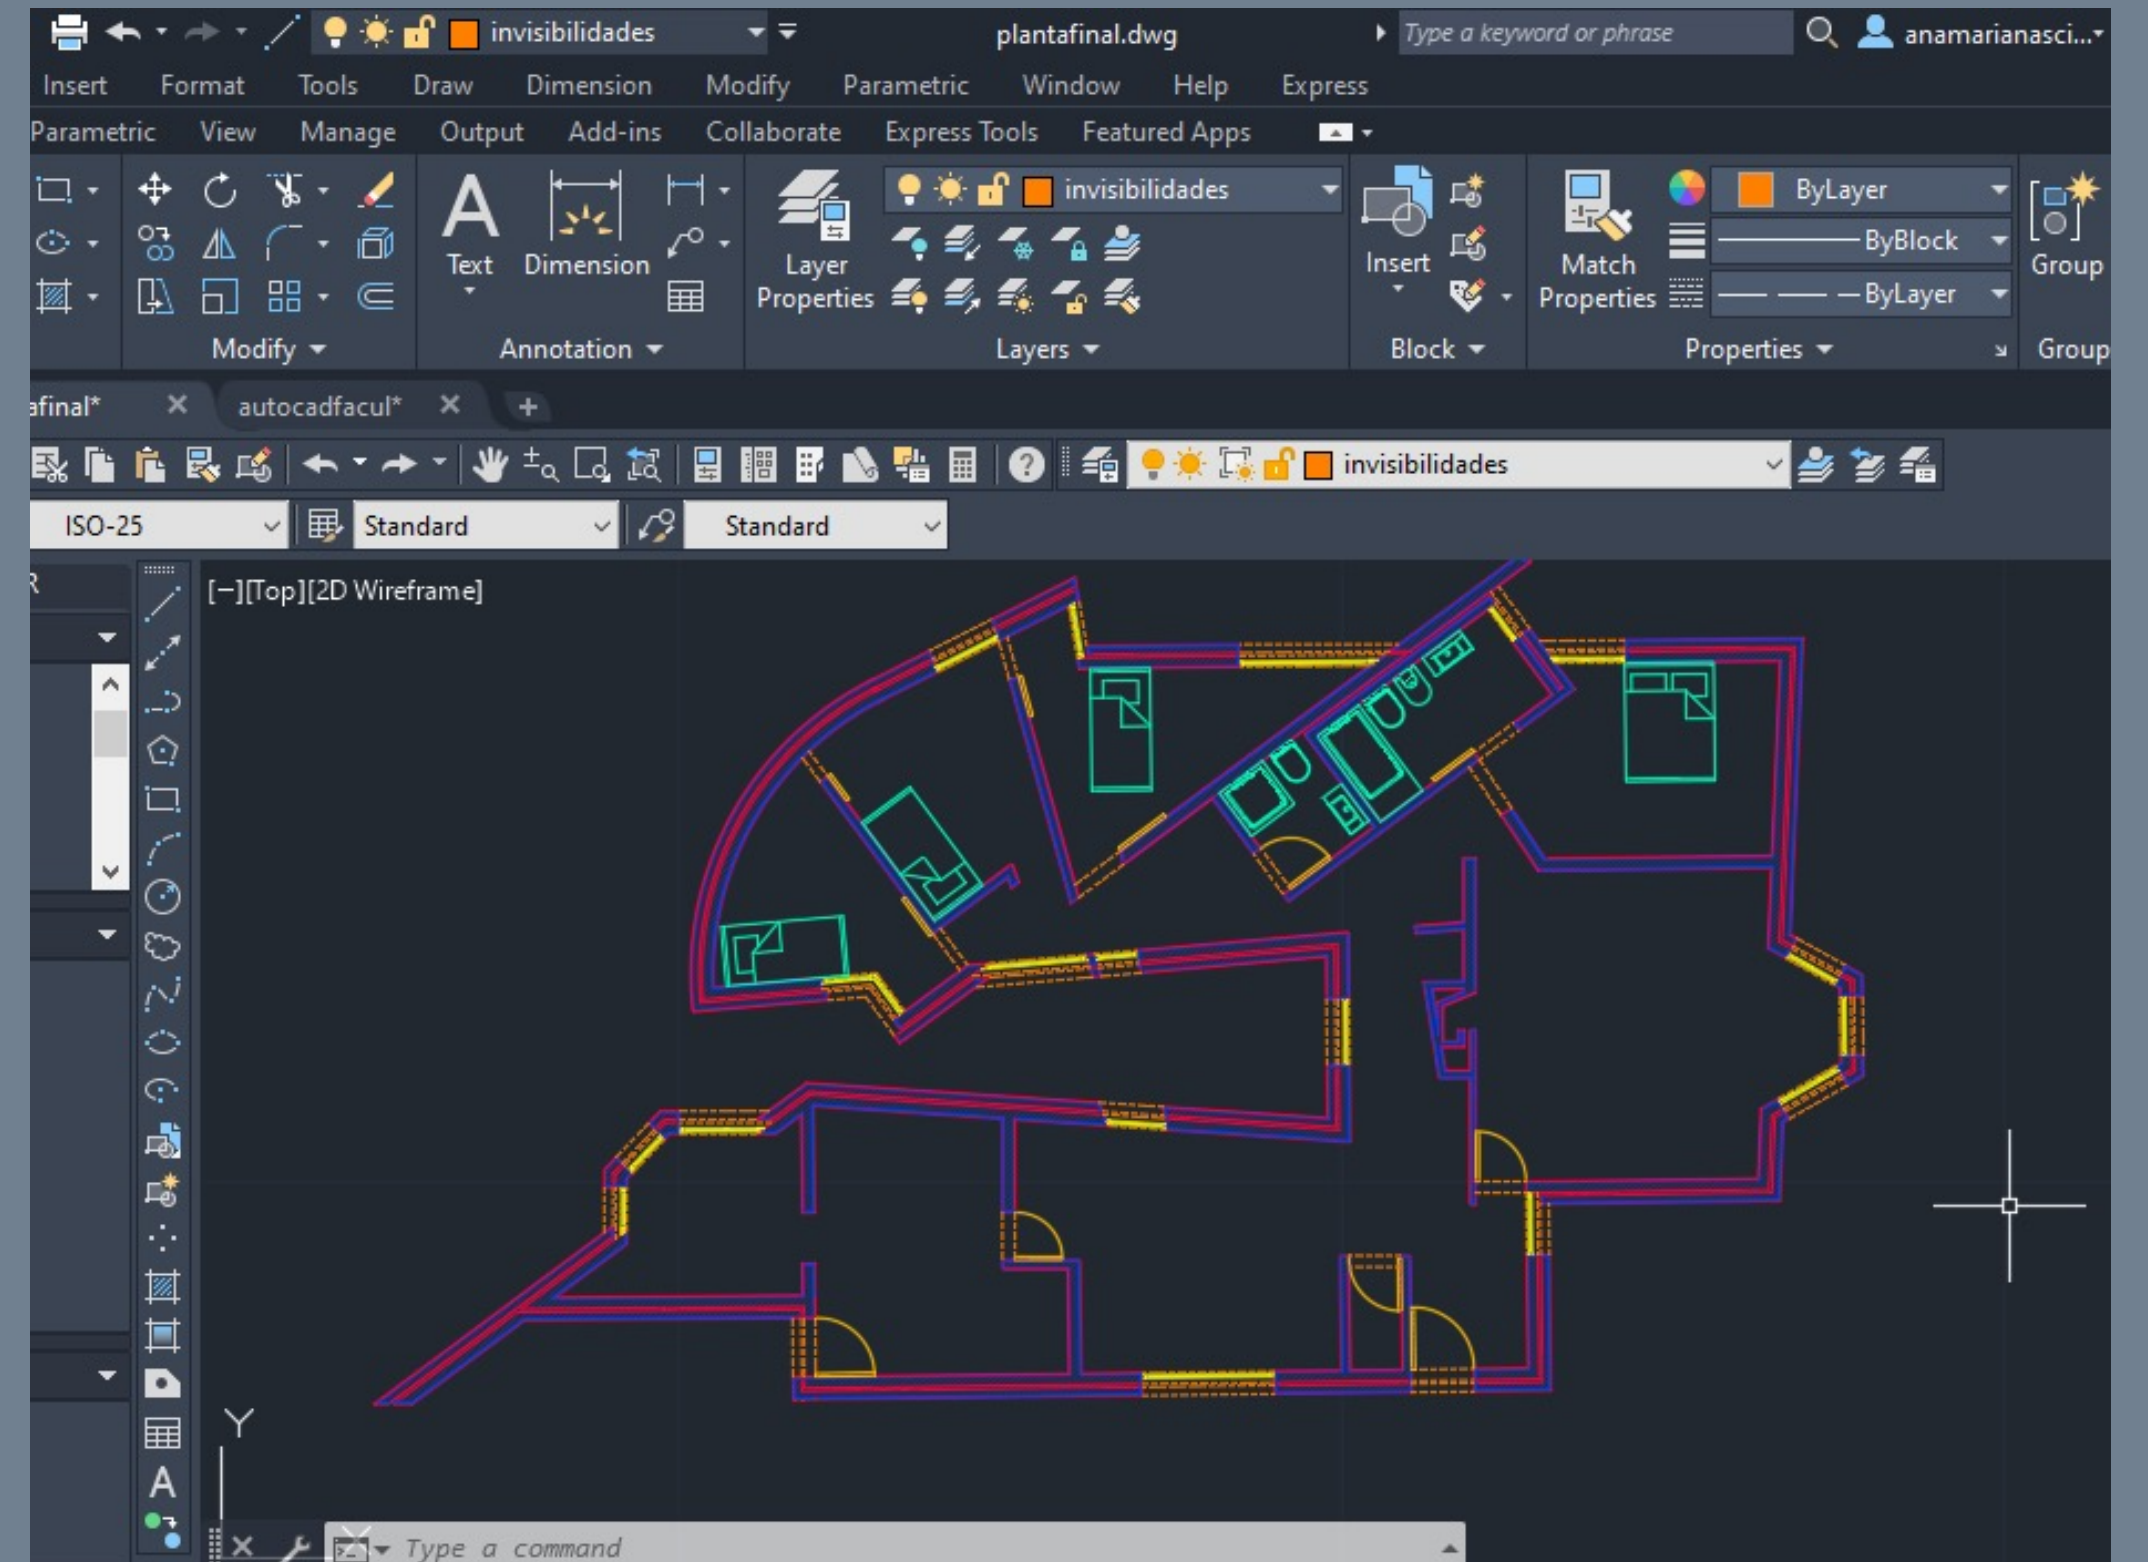 invisibilidades plantafinal.dwg Type a keyword or phrase anamarianasci...
Insert Format Tools Draw Dimension Modify Parametric Window Help Express
Parametric View Manage Output Add-ins Collaborate Express Tools Featured Apps
invisibilidades ByLayer
ByBlock
Text Dimension Layer Properties Insert Match Properties Group
ByLayer
Modify Annotation Layers Block Properties Group
afinal* autocadfacul*
invisibilidades
ISO-25 Standard Standard
R
[−][Top][2D Wireframe]
Y
Type a command